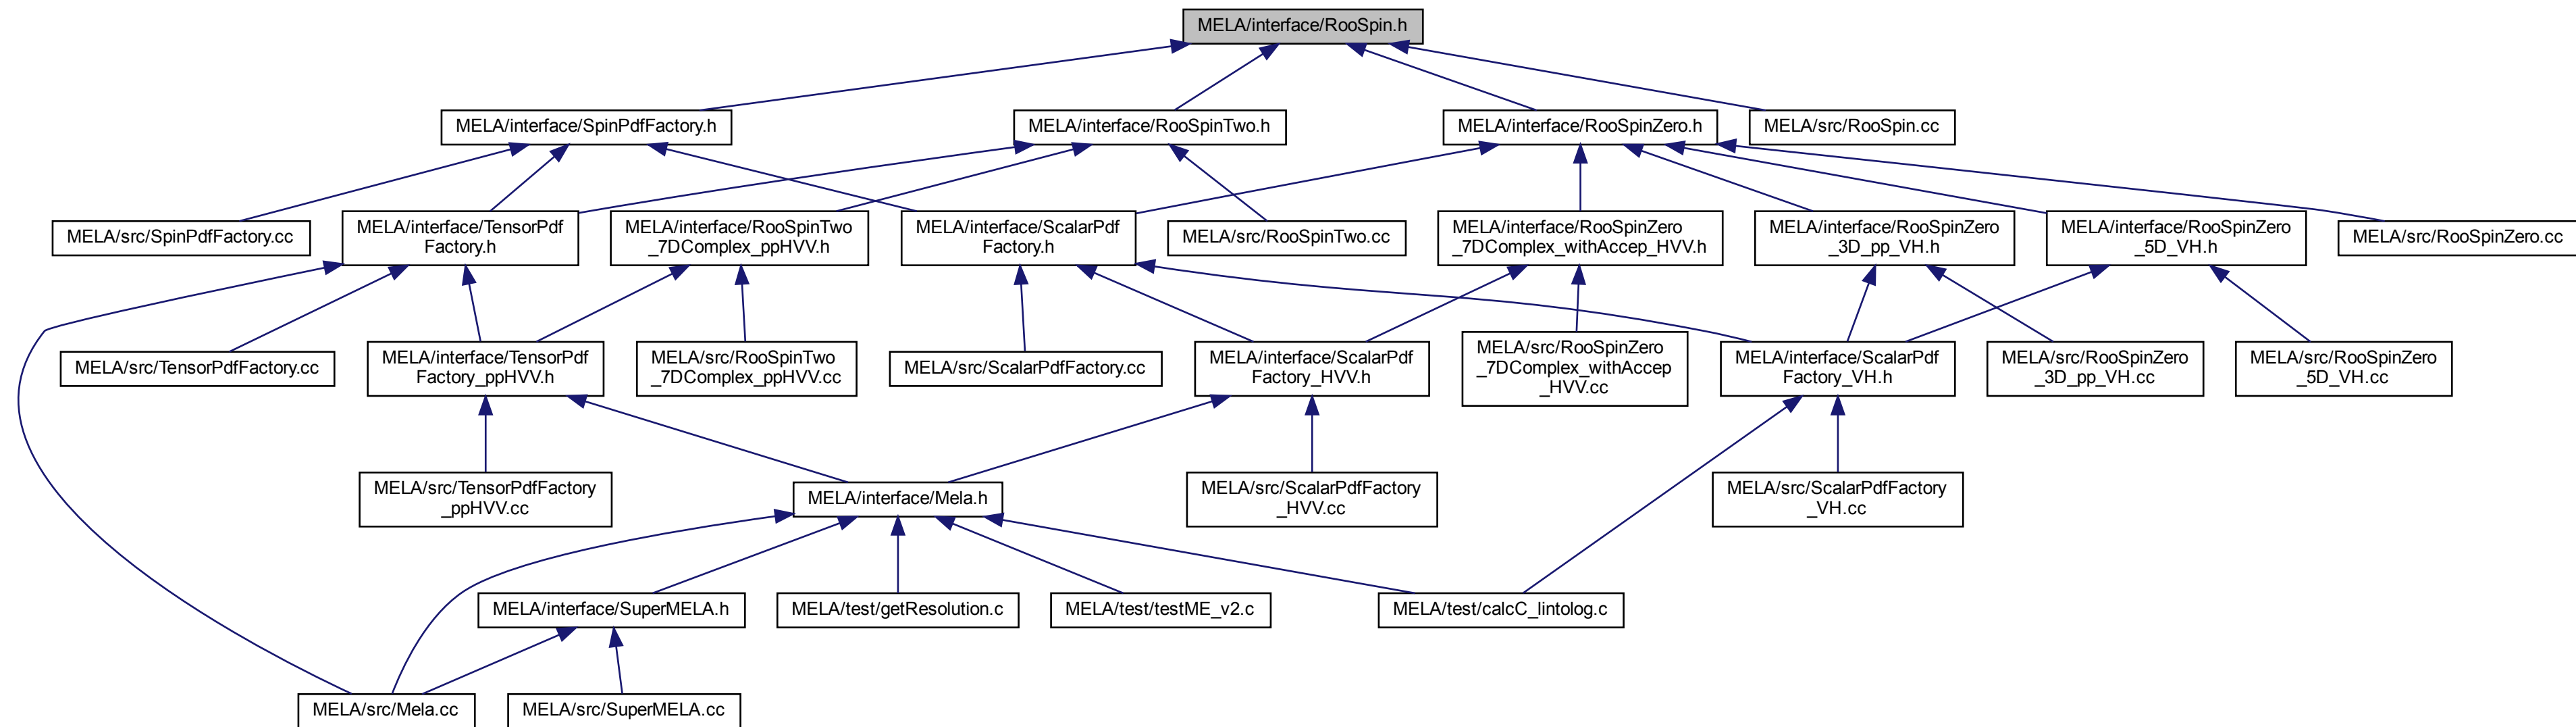 MELA/interface/RooSpin.h
MELA/interface/SpinPdfFactory.h
MELA/interface/RooSpinTwo.h
MELA/interface/RooSpinZero.h
MELA/src/RooSpin.cc
MELA/src/SpinPdfFactory.cc
MELA/interface/TensorPdf
Factory.h
MELA/interface/RooSpinTwo
_7DComplex_ppHVV.h
MELA/interface/ScalarPdf
Factory.h
MELA/src/RooSpinTwo.cc
MELA/interface/RooSpinZero
_7DComplex_withAccep_HVV.h
MELA/interface/RooSpinZero
_3D_pp_VH.h
MELA/interface/RooSpinZero
_5D_VH.h
MELA/src/RooSpinZero.cc
MELA/src/TensorPdfFactory.cc
MELA/interface/TensorPdf
Factory_ppHVV.h
MELA/src/RooSpinTwo
_7DComplex_ppHVV.cc
MELA/src/ScalarPdfFactory.cc
MELA/interface/ScalarPdf
Factory_HVV.h
MELA/src/RooSpinZero
_7DComplex_withAccep
_HVV.cc
MELA/interface/ScalarPdf
Factory_VH.h
MELA/src/RooSpinZero
_3D_pp_VH.cc
MELA/src/RooSpinZero
_5D_VH.cc
MELA/src/TensorPdfFactory
_ppHVV.cc
MELA/interface/Mela.h
MELA/src/ScalarPdfFactory
_HVV.cc
MELA/src/ScalarPdfFactory
_VH.cc
MELA/interface/SuperMELA.h
MELA/test/getResolution.c
MELA/test/testME_v2.c
MELA/test/calcC_lintolog.c
MELA/src/Mela.cc
MELA/src/SuperMELA.cc